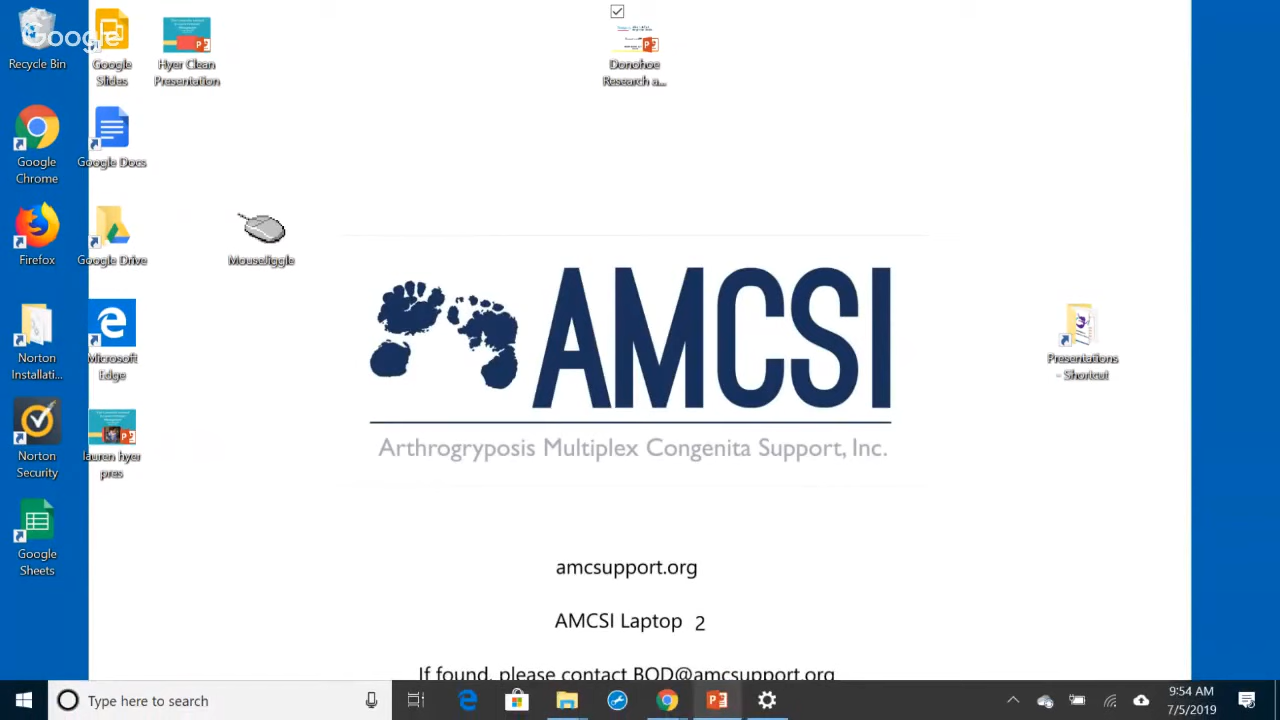 Google
Recycle Bin
Google
Slides
Hyer Clean
Presentation
Donohoe
Research a...
Google
Chrome
Google Docs
Firefox
Google Drive
MouseJiggle
Norton
Installati...
Microsoft
Edge
Presentations
- Shortcut
Norton
Security
lauren hyer
pres
Google
Sheets
AMCSI
Arthrogryposis Multiplex Congenita Support, Inc.
amcsupport.org
AMCSI Laptop 2
If found, please contact BOD@amcsupport.org
Type here to search
9:54 AM
7/5/2019